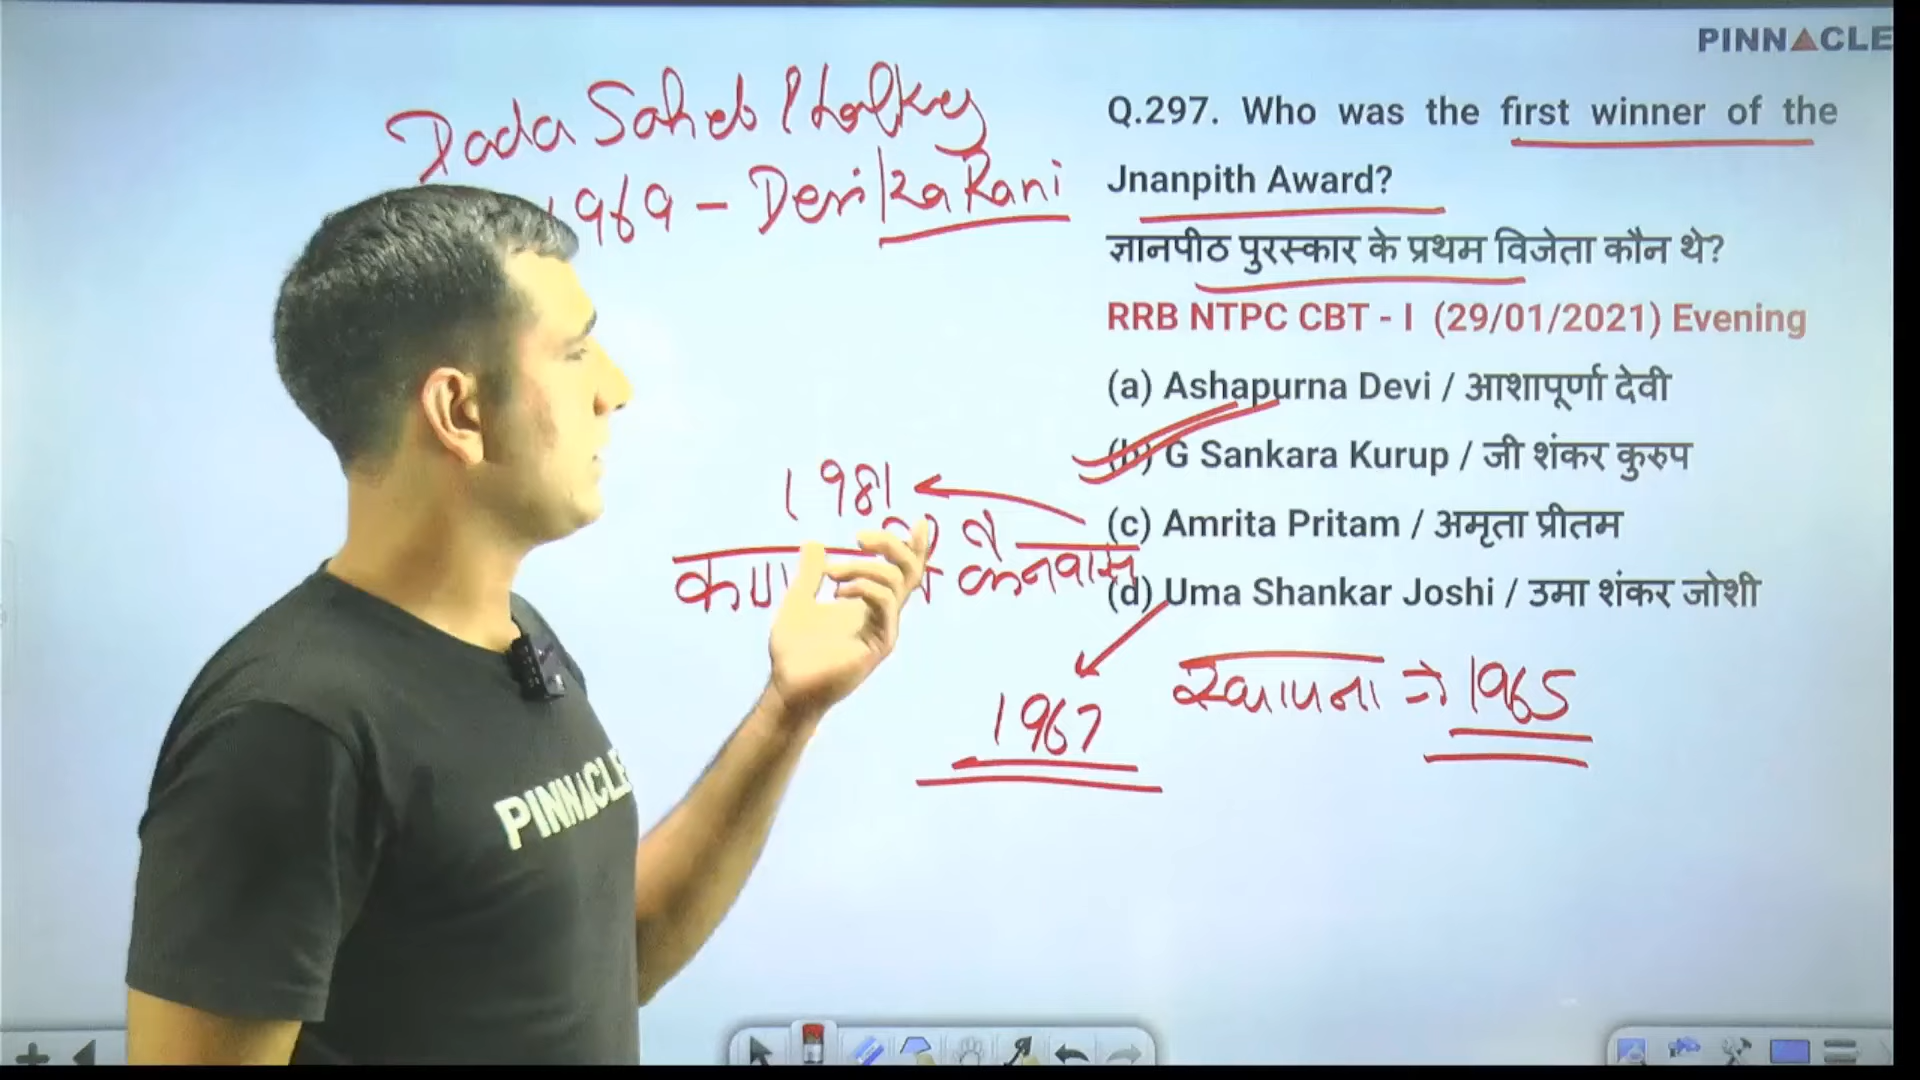 PINNACLE
Dada Saheb Phalkey
1969 - Devika Rani
Q.297. Who was the first winner of the
Jnanpith Award?
ज्ञानपीठ पुरस्कार के प्रथम विजेता कौन थे?
RRB NTPC CBT - I (29/01/2021) Evening
(a) Ashapurna Devi / आशापूर्णा देवी
(b) G Sankara Kurup / जी शंकर कुरुप
(c) Amrita Pritam / अमृता प्रीतम
(d) Uma Shankar Joshi / उमा शंकर जोशी
1981
कैनवास
1967
स्थापना ⇒ 1965
PINNACLE